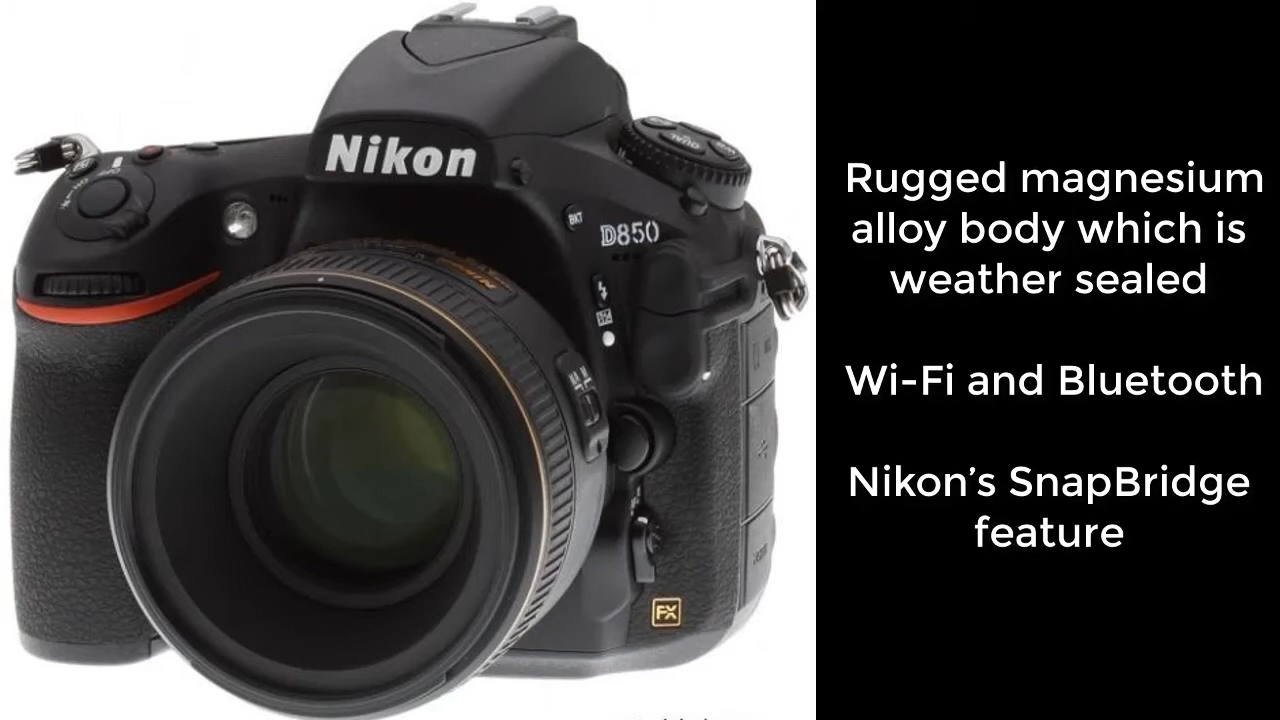 Nikon
QUAL
BKT
D850
FX
Rugged magnesium
alloy body which is
weather sealed
Wi-Fi and Bluetooth
Nikon’s SnapBridge
feature